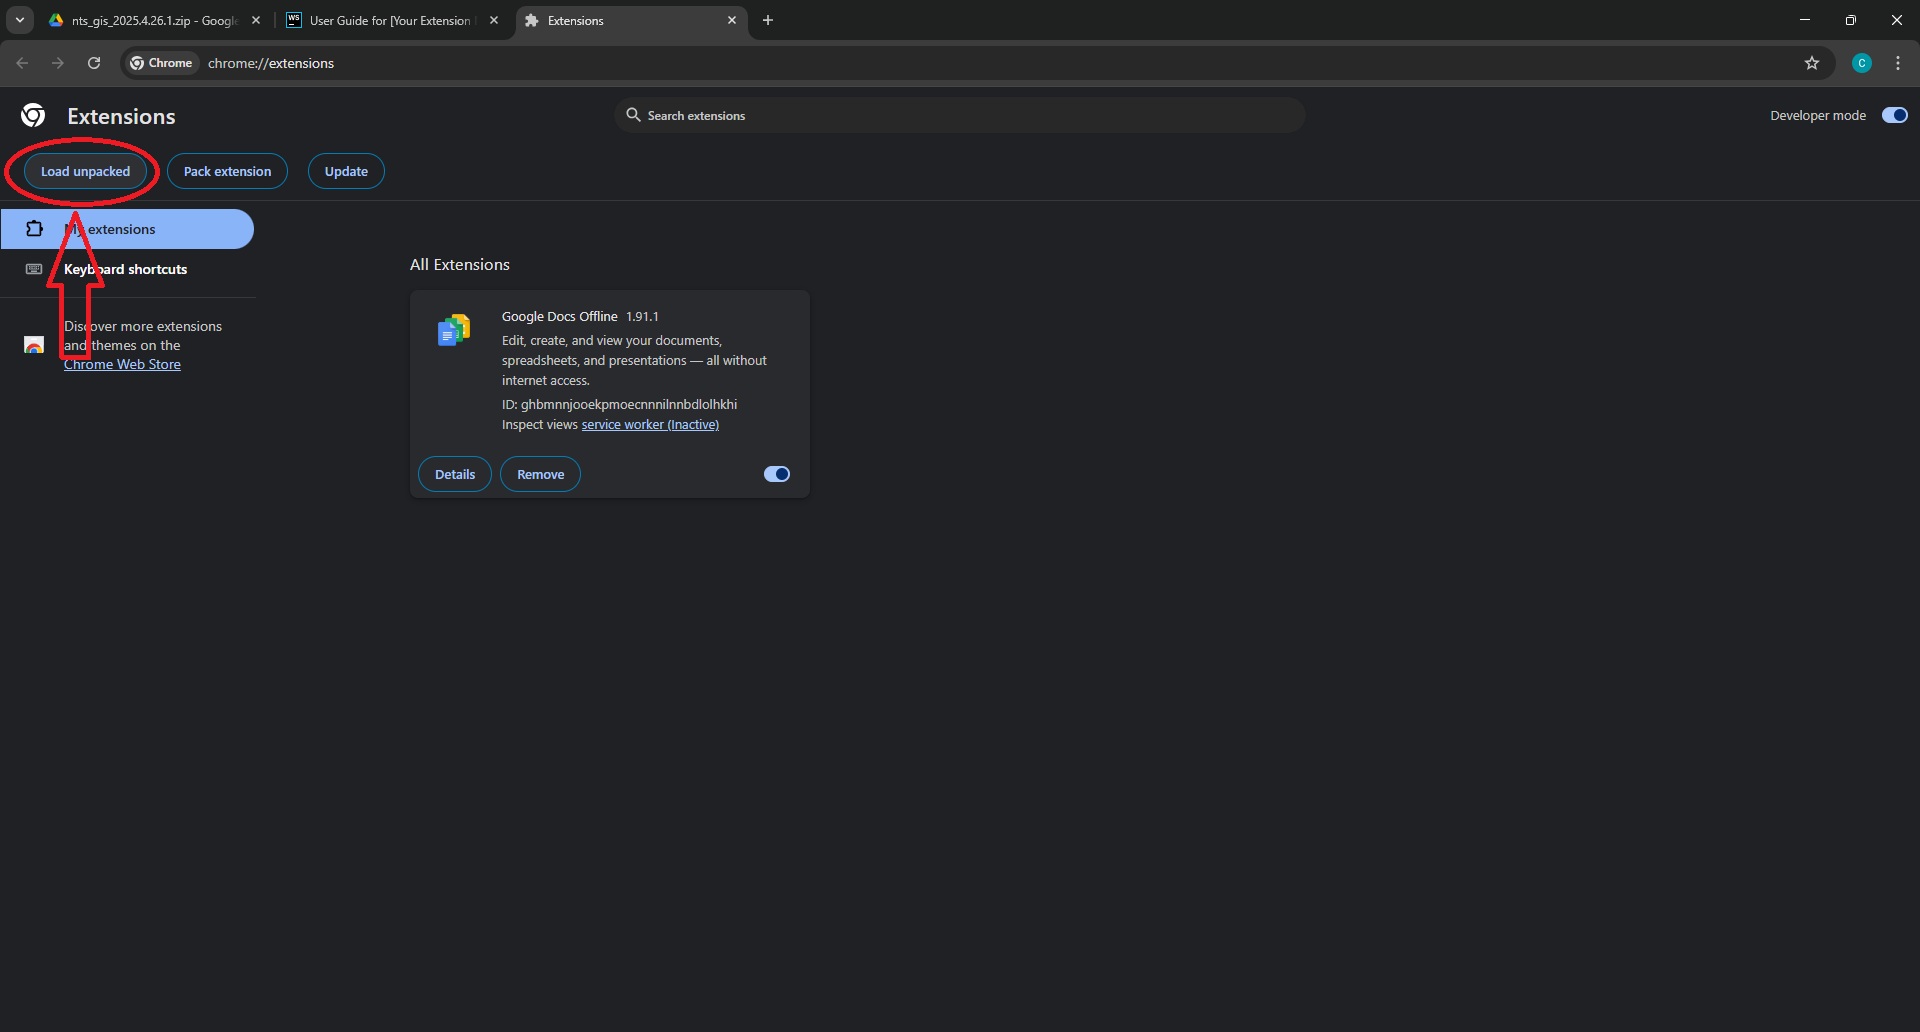 nts_gis_2025.4.26.1.zip - Google
User Guide for [Your Extension
Extensions
Chrome
chrome://extensions
C
Extensions
Search extensions
Developer mode
Load unpacked
Pack extension
Update
My extensions
Keyboard shortcuts
Discover more extensions
and themes on the
Chrome Web Store
All Extensions
Google Docs Offline 1.91.1
Edit, create, and view your documents,
spreadsheets, and presentations — all without
internet access.
ID: ghbmnnjooekpmoecnnnilnnbdlolhkhi
Inspect views service worker (Inactive)
Details
Remove